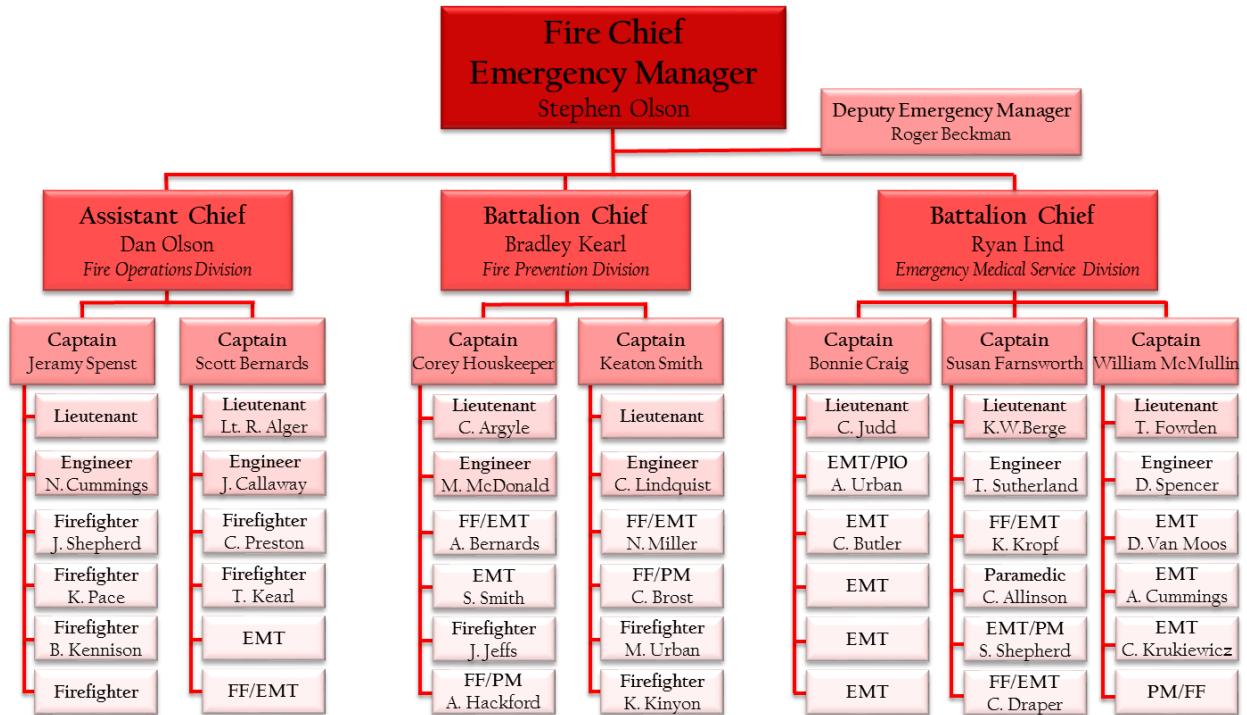 Fire Chief
Emergency Manager
Stephen Olson
Deputy Emergency Manager
Roger Beckman
Assistant Chief
Dan Olson
Fire Operations Division
Battalion Chief
Bradley Kearl
Fire Prevention Division
Battalion Chief
Ryan Lind
Emergency Medical Service Division
Captain
Jeramy Spenst
Lieutenant
Engineer
N. Cummings
Firefighter
J. Shepherd
Firefighter
K. Pace
Firefighter
B. Kennison
Firefighter
Captain
Scott Bernards
Lieutenant
Lt. R. Alger
Engineer
J. Callaway
Firefighter
C. Preston
Firefighter
T. Kearl
EMT
FF/EMT
Captain
Corey Houskeeper
Lieutenant
C. Argyle
Engineer
M. McDonald
FF/EMT
A. Bernards
EMT
S. Smith
Firefighter
J. Jeffs
FF/PM
A. Hackford
Captain
Keaton Smith
Lieutenant
Engineer
C. Lindquist
FF/EMT
N. Miller
FF/PM
C. Brost
Firefighter
M. Urban
Firefighter
K. Kinyon
Captain
Bonnie Craig
Lieutenant
C. Judd
EMT/PIO
A. Urban
EMT
C. Butler
EMT
EMT
EMT
Captain
Susan Farnsworth
Lieutenant
K.W.Berge
Engineer
T. Sutherland
FF/EMT
K. Kropf
Paramedic
C. Allinson
EMT/PM
S. Shepherd
FF/EMT
C. Draper
Captain
William McMullin
Lieutenant
T. Fowden
Engineer
D. Spencer
EMT
D. Van Moos
EMT
A. Cummings
EMT
C. Krukiewicz
PM/FF